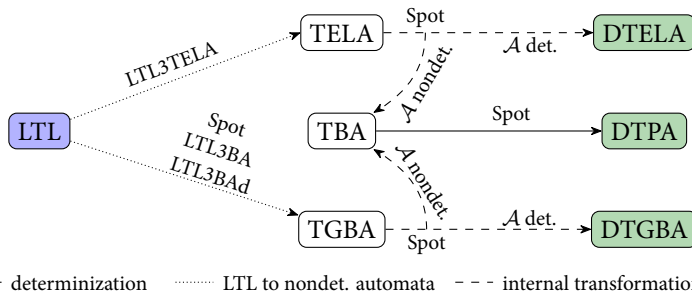 Spot
TELA
DTELA
𝒜 det.
LTL3TELA
𝒜 nondet.
LTL
Spot
LTL3BA
LTL3BAd
TBA
Spot
DTPA
𝒜 nondet.
TGBA
𝒜 det.
DTGBA
Spot
determinization
LTL to nondet. automata
internal transformation